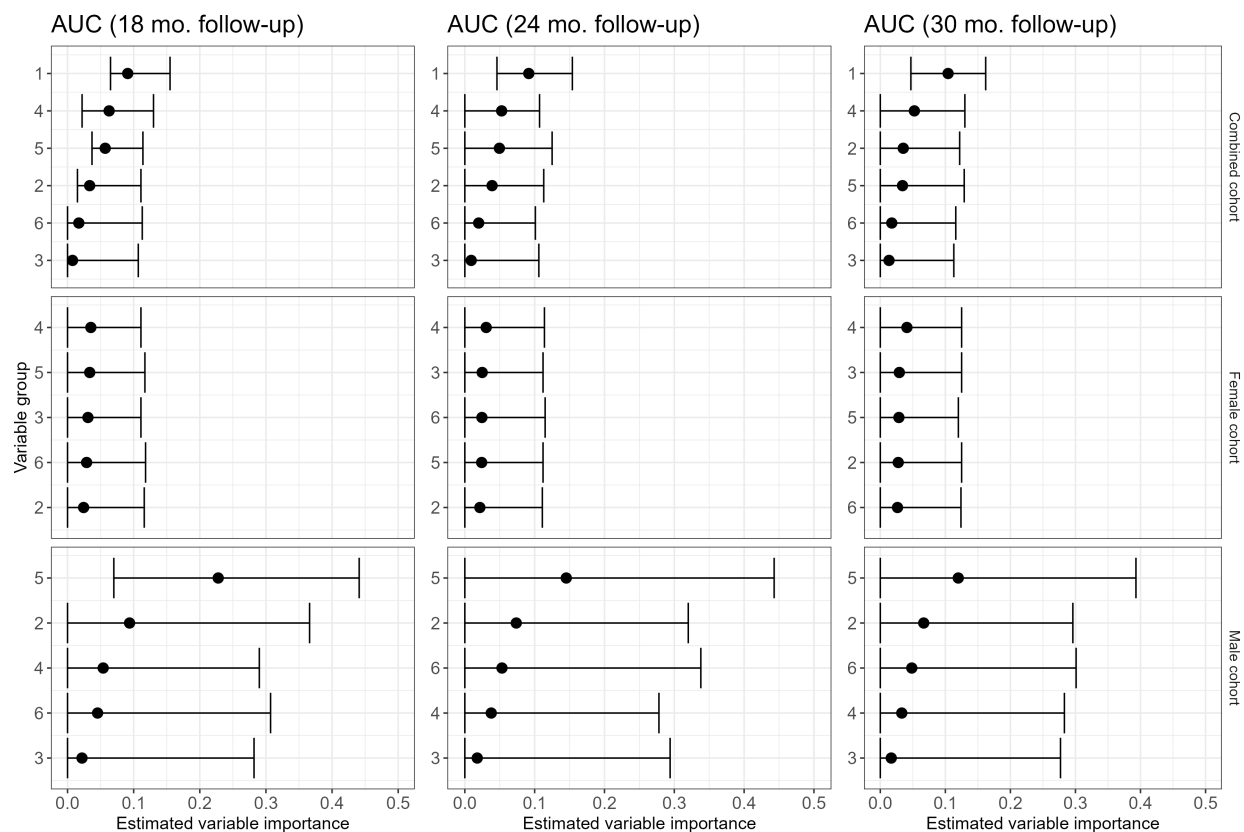 AUC (18 mo. follow-up) AUC (24 mo. follow-up) AUC (30 mo. follow-up)
1 1 1
4 4 4
5 5 2
2 2 5
6 6 6
3 3 3
Combined cohort
Variable group
4 4 4
5 3 3
3 6 5
6 5 2
2 2 6
Female cohort
5 5 5
2 2 2
4 6 6
6 4 4
3 3 3
Male cohort
0.0 0.1 0.2 0.3 0.4 0.5 0.0 0.1 0.2 0.3 0.4 0.5 0.0 0.1 0.2 0.3 0.4 0.5
Estimated variable importance Estimated variable importance Estimated variable importance